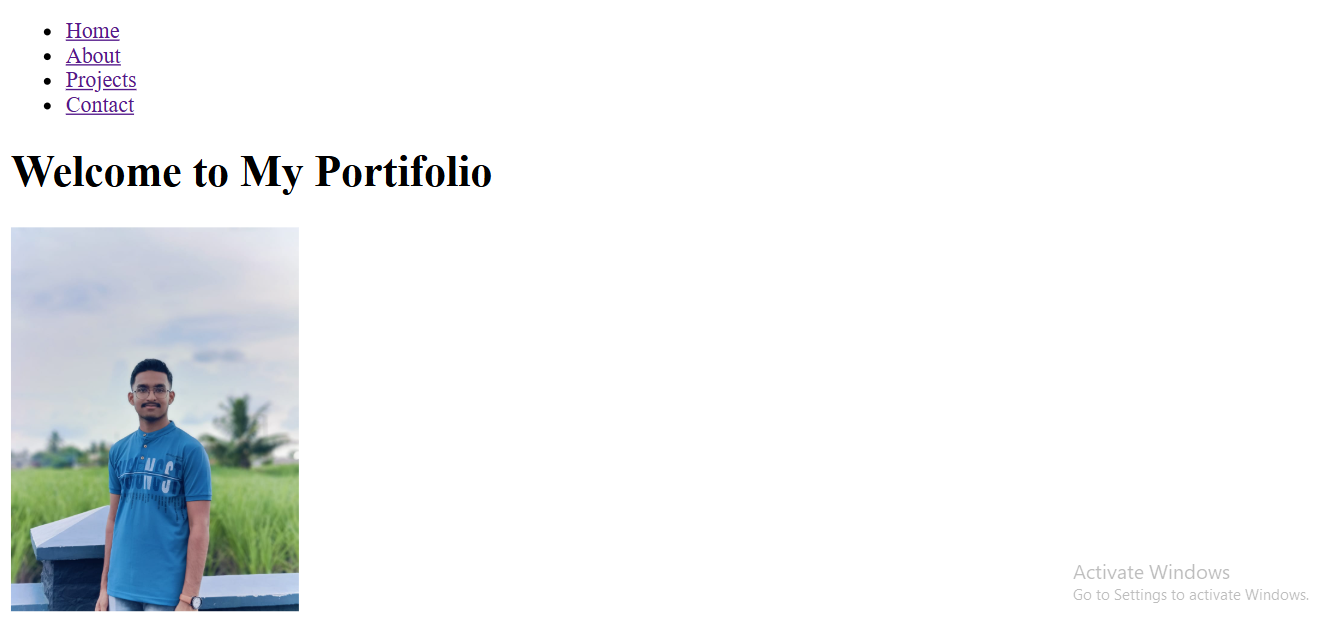 Home
About
Projects
Contact
Welcome to My Portifolio
Activate Windows
Go to Settings to activate Windows.